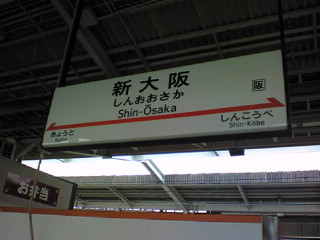 新大阪
しんおおさか
Shin-Ōsaka
阪
きょうと
Kyōto
しんこうべ
Shin-Kōbe
お弁当